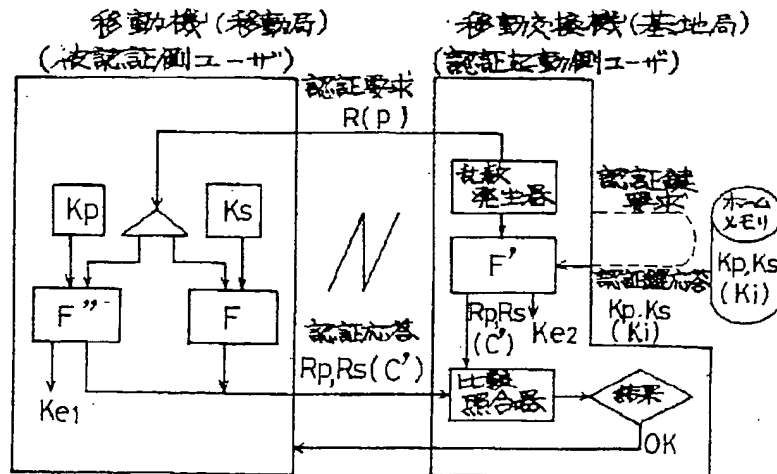 移動機(移動局)
(被認証側ユーザ)
移動交換機(基地局)
(認証起動側ユーザ)
認証要求
R(P)
乱数
発生器
認証鍵
要求
ホーム
メモリ
Kp
Ks
F'
Kp,Ks
(Ki)
認証鍵応答
Kp,Ks
(Ki)
F"
F
Rp,Rs
(C')
Ke2
認証応答
Rp,Rs(C')
比較
照合器
結果
Ke1
OK